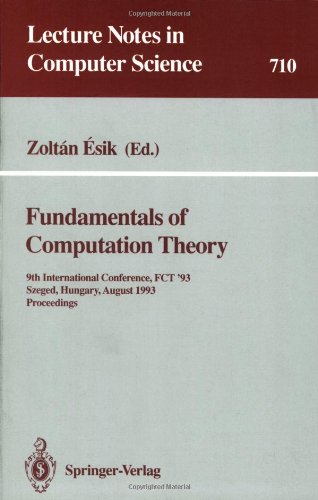 Lecture Notes in
Computer Science 710
Zoltán Ésik (Ed.)
Fundamentals of
Computation Theory
9th International Conference, FCT '93
Szeged, Hungary, August 1993
Proceedings
Springer-Verlag